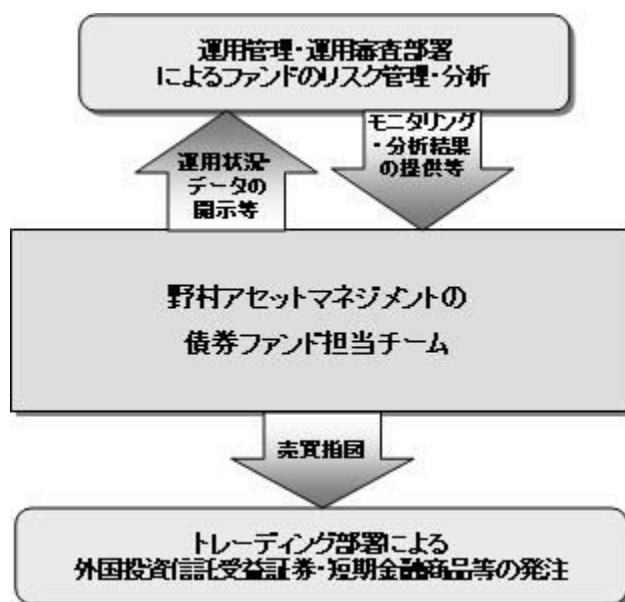 運用管理・運用審査部署
によるファンドのリスク管理・分析
運用状況・
データの
開示等
モニタリング
・分析結果
の提供等
野村アセットマネジメントの
債券ファンド担当チーム
売買指図
トレーディング部署による
外国投資信託受益証券・短期金融商品等の発注